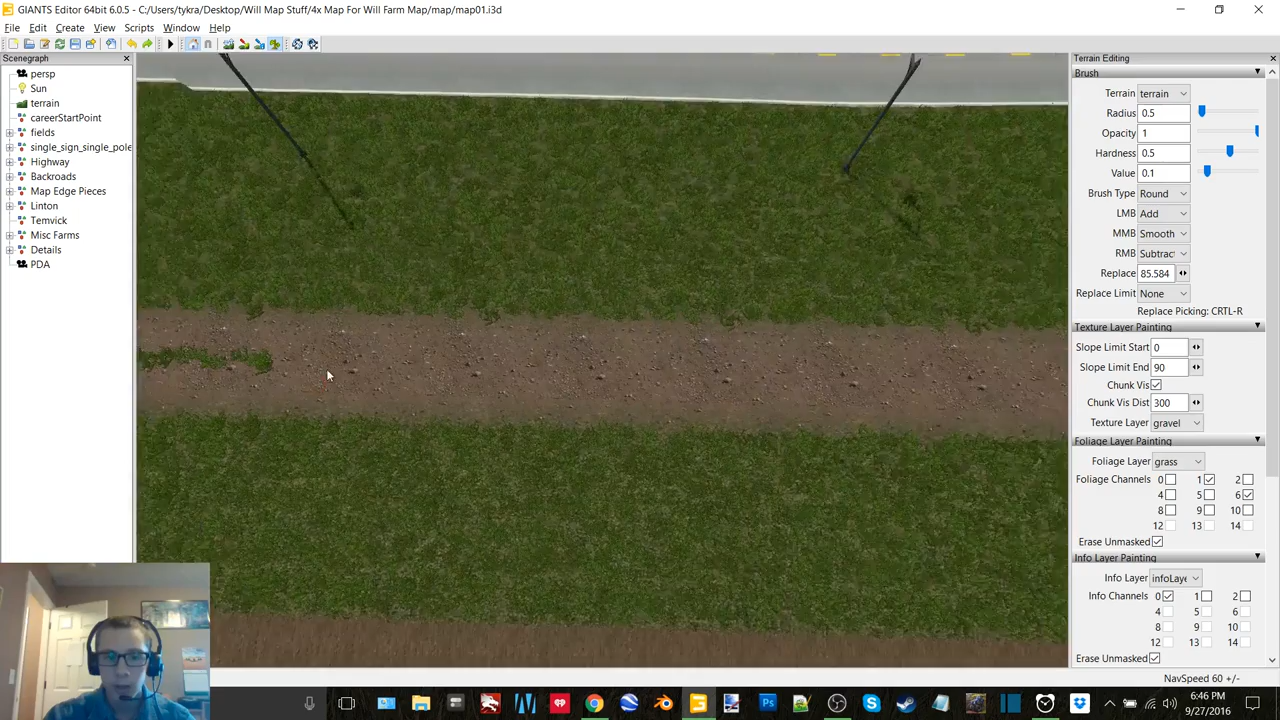 GIANTS Editor 64bit 6.0.5 - C:/Users/tykra/Desktop/Will Map Stuff/4x Map For Will Farm Map/map/map01.i3d
File Edit Create View Scripts Window Help
Scenegraph
persp
Sun
terrain
careerStartPoint
fields
single_sign_single_pole
Highway
Backroads
Map Edge Pieces
Linton
Temvick
Misc Farms
Details
PDA
Terrain Editing
Brush
Terrain terrain
Radius 0.5
Opacity 1
Hardness 0.5
Value 0.1
Brush Type Round
LMB Add
MMB Smooth
RMB Subtrac
Replace 85.584
Replace Limit None
Replace Picking: CRTL-R
Texture Layer Painting
Slope Limit Start 0
Slope Limit End 90
Chunk Vis
Chunk Vis Dist 300
Texture Layer gravel
Foliage Layer Painting
Foliage Layer grass
Foliage Channels 0 1 2
4 5 6
8 9 10
12 13 14
Erase Unmasked
Info Layer Painting
Info Layer infoLaye
Info Channels 0 1 2
4 5 6
8 9 10
12 13 14
Erase Unmasked
NavSpeed 60 +/-
6:46 PM
9/27/2016